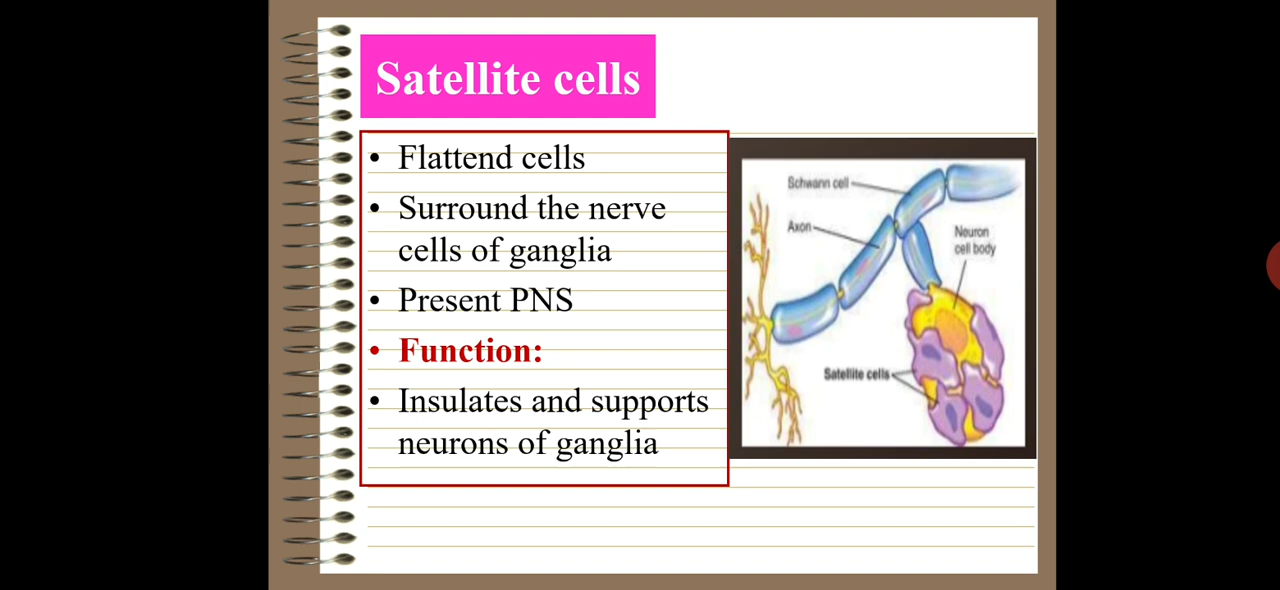 Satellite cells
• Flattend cells
• Surround the nerve
cells of ganglia
• Present PNS
• Function:
• Insulates and supports
neurons of ganglia
Schwann cell
Axon
Neuron
cell body
Satellite cells